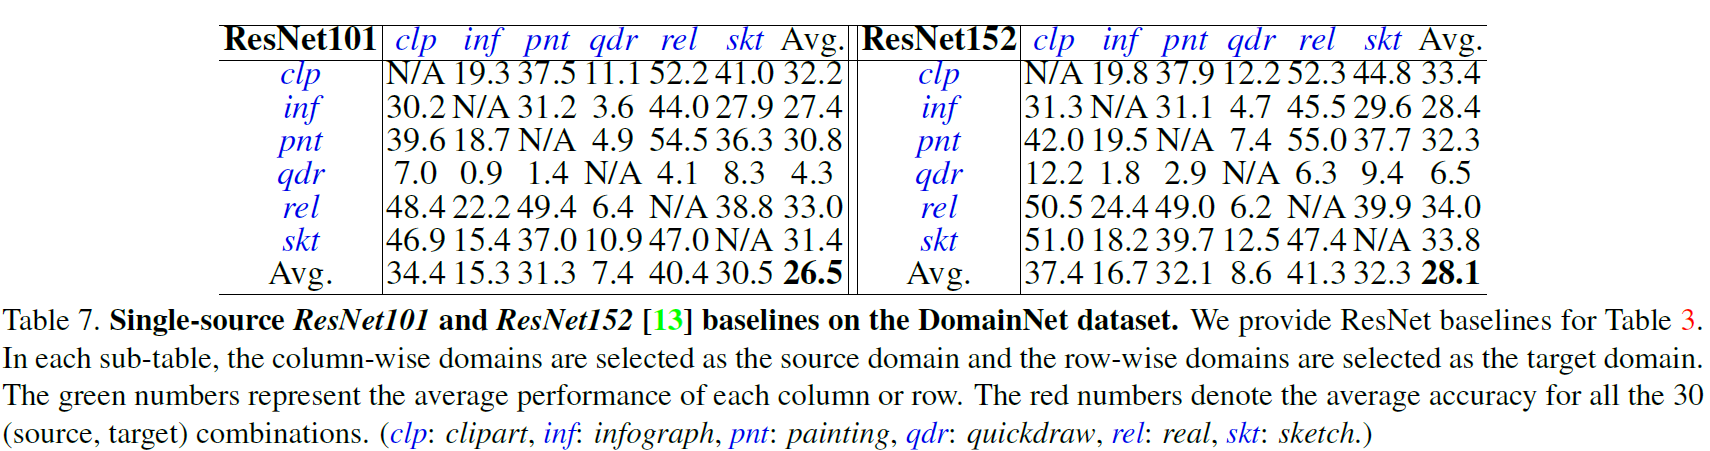 ResNet101 clp inf pnt qdr rel skt Avg. ResNet152 clp inf pnt qdr rel skt Avg.
clp N/A 19.3 37.5 11.1 52.2 41.0 32.2 clp N/A 19.8 37.9 12.2 52.3 44.8 33.4
inf 30.2 N/A 31.2 3.6 44.0 27.9 27.4 inf 31.3 N/A 31.1 4.7 45.5 29.6 28.4
pnt 39.6 18.7 N/A 4.9 54.5 36.3 30.8 pnt 42.0 19.5 N/A 7.4 55.0 37.7 32.3
qdr 7.0 0.9 1.4 N/A 4.1 8.3 4.3 qdr 12.2 1.8 2.9 N/A 6.3 9.4 6.5
rel 48.4 22.2 49.4 6.4 N/A 38.8 33.0 rel 50.5 24.4 49.0 6.2 N/A 39.9 34.0
skt 46.9 15.4 37.0 10.9 47.0 N/A 31.4 skt 51.0 18.2 39.7 12.5 47.4 N/A 33.8
Avg. 34.4 15.3 31.3 7.4 40.4 30.5 26.5 Avg. 37.4 16.7 32.1 8.6 41.3 32.3 28.1
Table 7. Single-source ResNet101 and ResNet152 [13] baselines on the DomainNet dataset. We provide ResNet baselines for Table 3.
In each sub-table, the column-wise domains are selected as the source domain and the row-wise domains are selected as the target domain.
The green numbers represent the average performance of each column or row. The red numbers denote the average accuracy for all the 30
(source, target) combinations. (clp: clipart, inf: infograph, pnt: painting, qdr: quickdraw, rel: real, skt: sketch.)